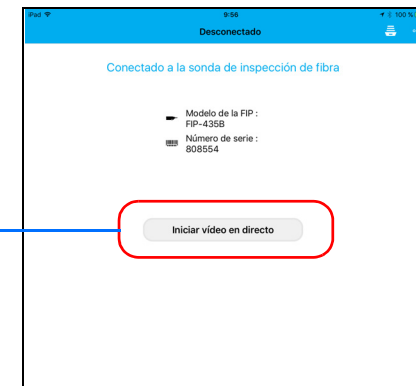 iPad 9:56 100 %
Desconectado
Conectado a la sonda de inspección de fibra
Modelo de la FIP :
FIP-435B
Número de serie :
808554
Iniciar vídeo en directo